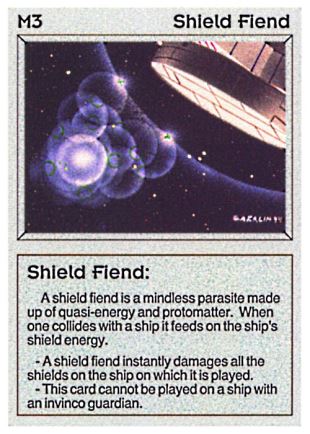 M3 Shield Fiend
Shield Fiend:
A shield fiend is a mindless parasite made
up of quasi-energy and protomatter. When
one collides with a ship it feeds on the ship's
shield energy.
- A shield fiend instantly damages all the
shields on the ship on which it is played.
- This card cannot be played on a ship with
an invinco guardian.